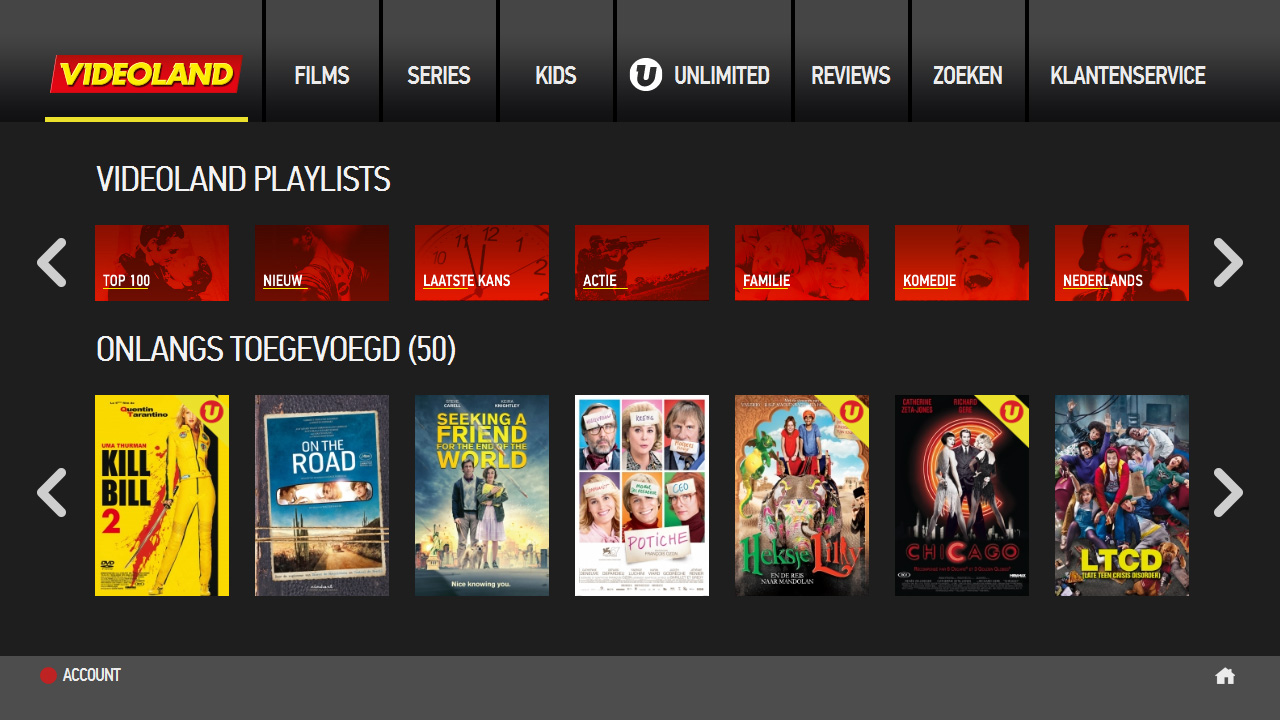 VIDEOLAND
FILMS
SERIES
KIDS
U UNLIMITED
REVIEWS
ZOEKEN
KLANTENSERVICE
VIDEOLAND PLAYLISTS
TOP 100
NIEUW
LAATSTE KANS
ACTIE
FAMILIE
KOMEDIE
NEDERLANDS
ONLANGS TOEGEVOEGD (50)
Quentin
Tarantino
U
UMA THURMAN
KILL
BILL
2
DVD
ON THE
ROAD
STEVE
CARELL
KEIRA
KNIGHTLEY
SEEKING A
FRIEND
FOR THE END OF THE
WORLD
Nice knowing you.
CEO
POTICHE
U
Heksje Lilly
EN DE REIS
NAAR MANDOLAN
CATHERINE
ZETA-JONES
RICHARD
GERE
U
CHICAGO
LTCD
(LATE TEEN CRISIS DISORDER)
ACCOUNT